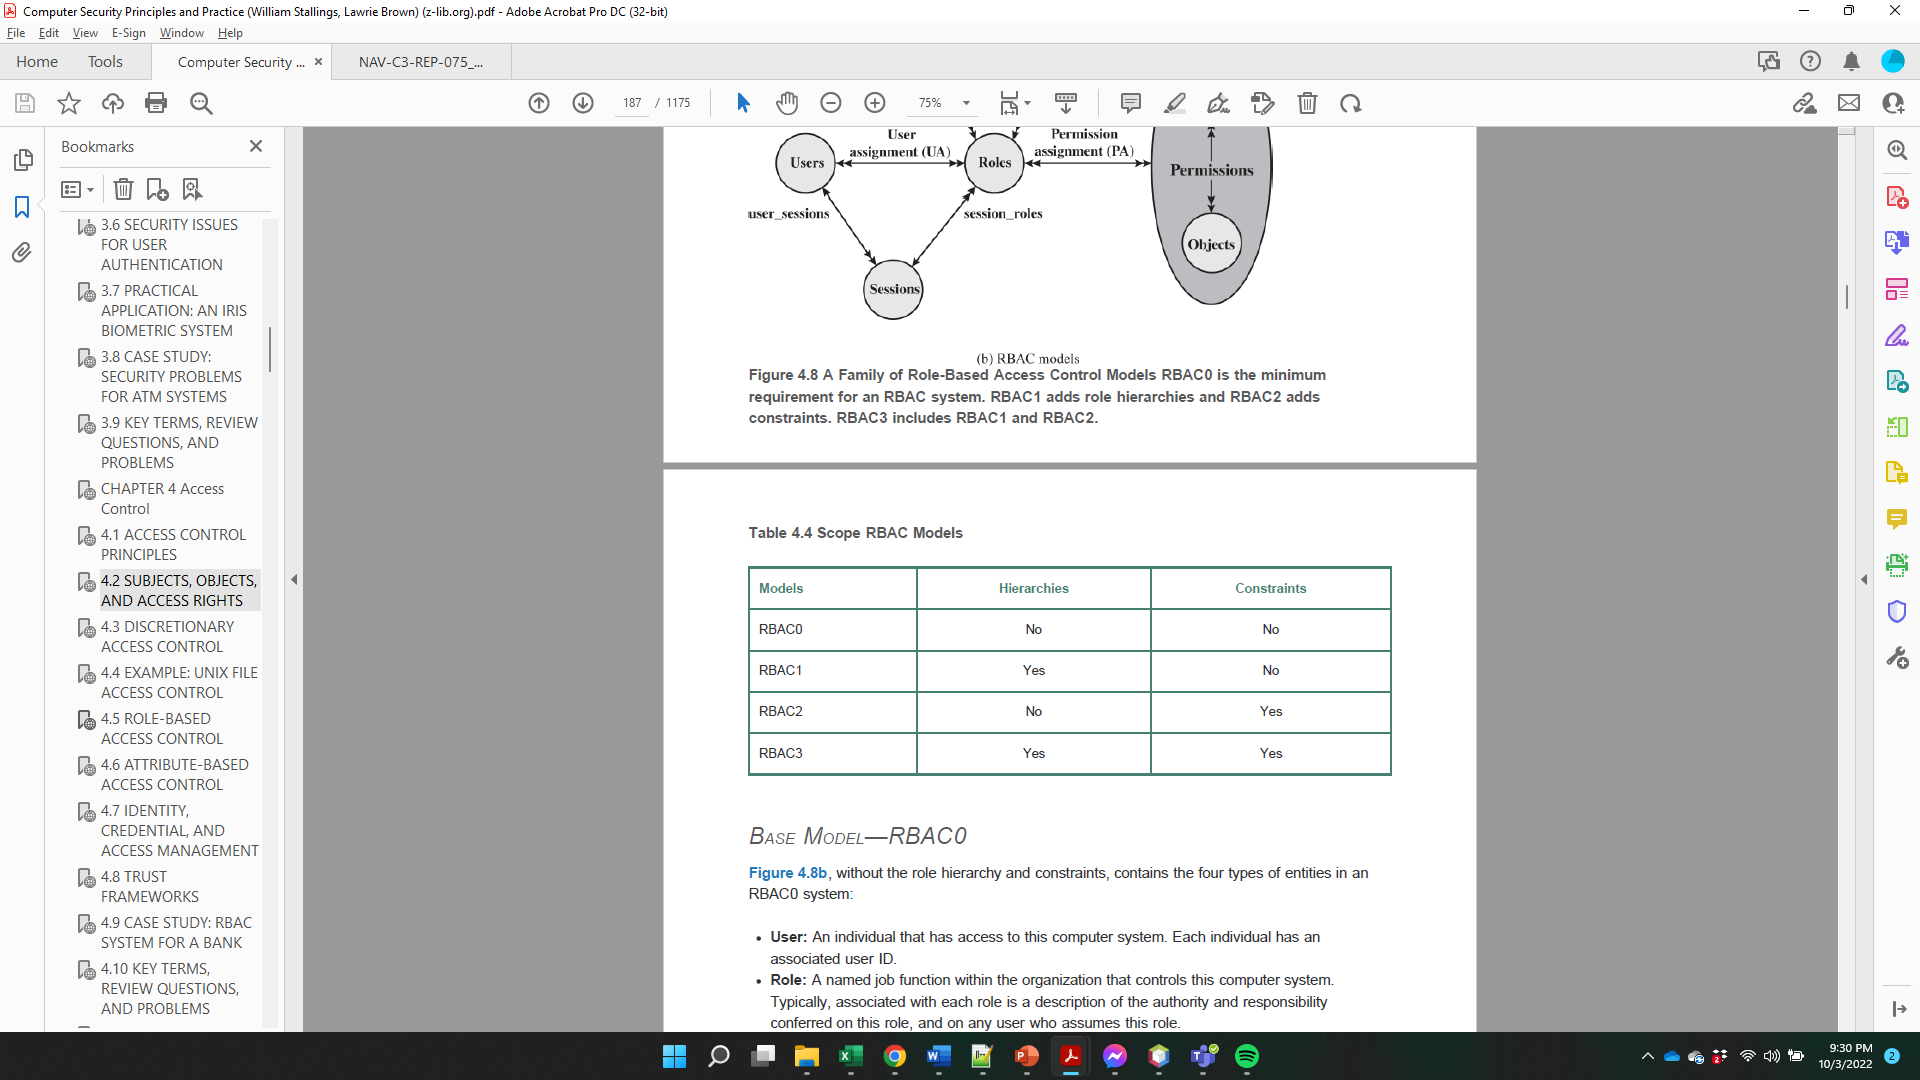 Computer Security Principles and Practice (William Stallings, Lawrie Brown) (z-lib.org).pdf - Adobe Acrobat Pro DC (32-bit)
File Edit View E-Sign Window Help
Home Tools Computer Security ... × NAV-C3-REP-075_...
187 / 1175 75%
Bookmarks
3.6 SECURITY ISSUES
FOR USER
AUTHENTICATION
3.7 PRACTICAL
APPLICATION: AN IRIS
BIOMETRIC SYSTEM
3.8 CASE STUDY:
SECURITY PROBLEMS
FOR ATM SYSTEMS
3.9 KEY TERMS, REVIEW
QUESTIONS, AND
PROBLEMS
CHAPTER 4 Access
Control
4.1 ACCESS CONTROL
PRINCIPLES
4.2 SUBJECTS, OBJECTS,
AND ACCESS RIGHTS
4.3 DISCRETIONARY
ACCESS CONTROL
4.4 EXAMPLE: UNIX FILE
ACCESS CONTROL
4.5 ROLE-BASED
ACCESS CONTROL
4.6 ATTRIBUTE-BASED
ACCESS CONTROL
4.7 IDENTITY,
CREDENTIAL, AND
ACCESS MANAGEMENT
4.8 TRUST
FRAMEWORKS
4.9 CASE STUDY: RBAC
SYSTEM FOR A BANK
4.10 KEY TERMS,
REVIEW QUESTIONS,
AND PROBLEMS
User
assignment (UA)
Permission
assignment (PA)
Users
Roles
Permissions
user_sessions
session_roles
Objects
Sessions
(b) RBAC models
Figure 4.8 A Family of Role-Based Access Control Models RBAC0 is the minimum
requirement for an RBAC system. RBAC1 adds role hierarchies and RBAC2 adds
constraints. RBAC3 includes RBAC1 and RBAC2.
Table 4.4 Scope RBAC Models
Models Hierarchies Constraints
RBAC0 No No
RBAC1 Yes No
RBAC2 No Yes
RBAC3 Yes Yes
BASE MODEL—RBAC0
Figure 4.8b, without the role hierarchy and constraints, contains the four types of entities in an
RBAC0 system:
• User: An individual that has access to this computer system. Each individual has an
associated user ID.
• Role: A named job function within the organization that controls this computer system.
Typically, associated with each role is a description of the authority and responsibility
conferred on this role, and on any user who assumes this role.
9:30 PM
10/3/2022
2